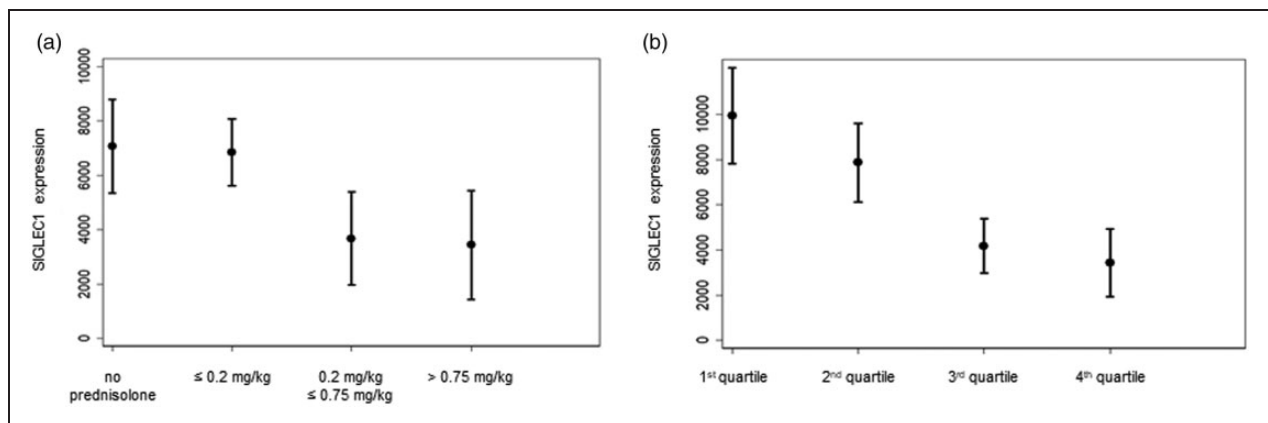 (a)
SIGLEC1 expression
10000
8000
6000
4000
2000
0
no
prednisolone
≤ 0.2 mg/kg
0.2 mg/kg
≤ 0.75 mg/kg
> 0.75 mg/kg
(b)
SIGLEC1 expression
10000
8000
6000
4000
2000
0
1st quartile
2nd quartile
3rd quartile
4th quartile